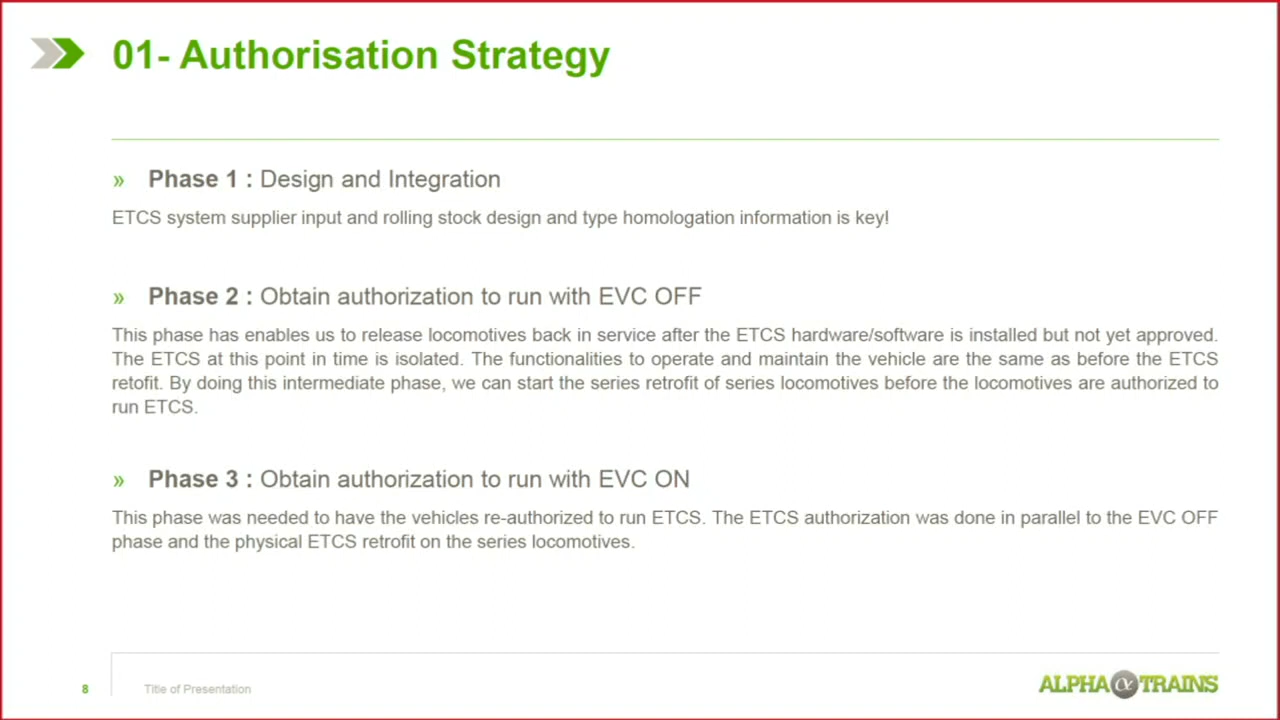 01- Authorisation Strategy
» Phase 1 : Design and Integration
ETCS system supplier input and rolling stock design and type homologation information is key!
» Phase 2 : Obtain authorization to run with EVC OFF
This phase has enables us to release locomotives back in service after the ETCS hardware/software is installed but not yet approved.
The ETCS at this point in time is isolated. The functionalities to operate and maintain the vehicle are the same as before the ETCS
retofit. By doing this intermediate phase, we can start the series retrofit of series locomotives before the locomotives are authorized to
run ETCS.
» Phase 3 : Obtain authorization to run with EVC ON
This phase was needed to have the vehicles re-authorized to run ETCS. The ETCS authorization was done in parallel to the EVC OFF
phase and the physical ETCS retrofit on the series locomotives.
8 Title of Presentation
ALPHA α TRAINS